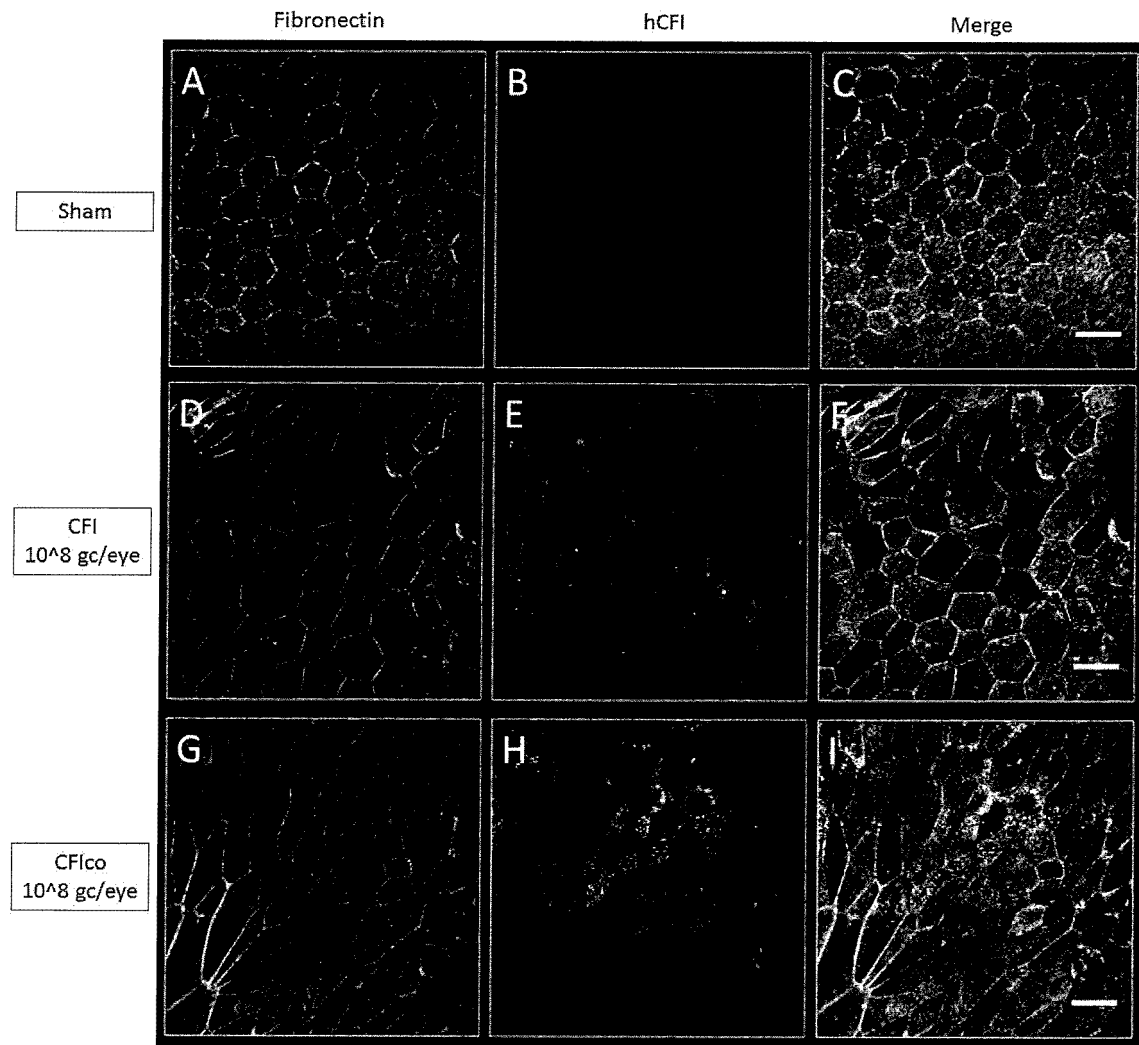 Fibronectin hCFI Merge
A B C
Sham
D E F
CFI
10^8 gc/eye
G H I
CFIco
10^8 gc/eye